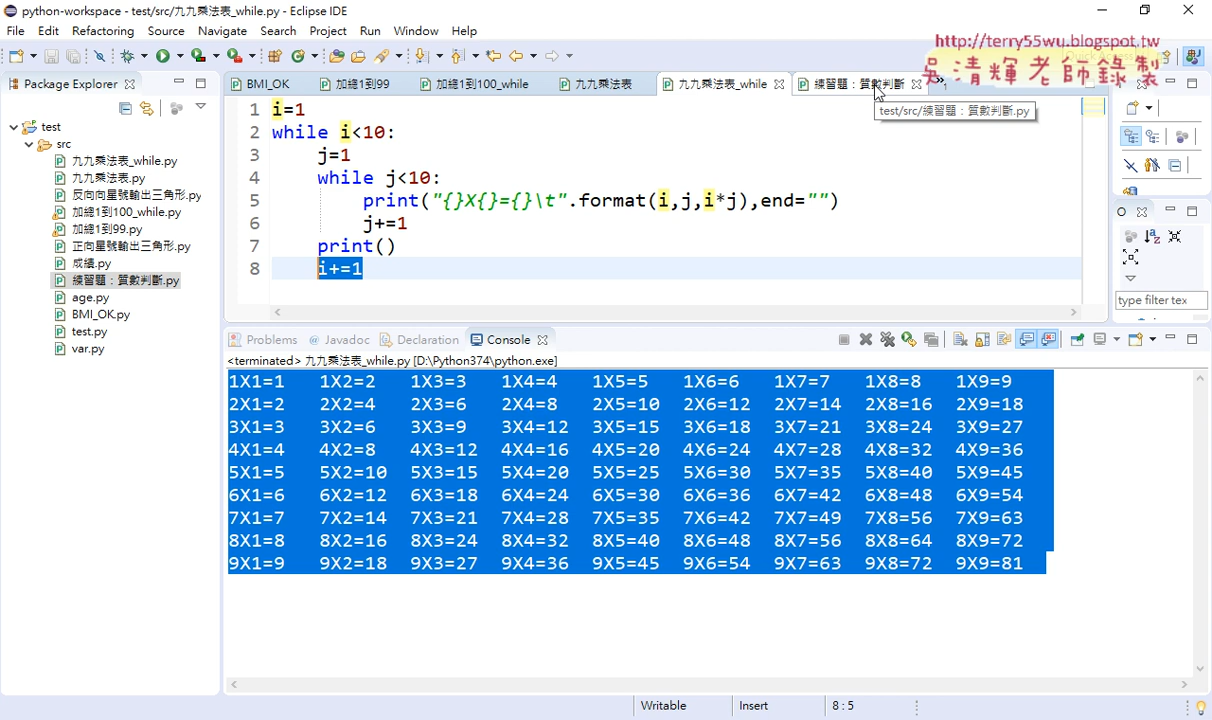 python-workspace - test/src/九九乘法表_while.py - Eclipse IDE
File Edit Refactoring Source Navigate Search Project Run Window Help
http://terry55wu.blogspot.tw
吳清輝老師錄製
Package Explorer
BMI_OK 加總1到99 加總1到100_while 九九乘法表 九九乘法表_while 練習題：質數判斷
test/src/練習題：質數判斷.py
test
src
九九乘法表_while.py
九九乘法表.py
反向向星號輸出三角形.py
加總1到100_while.py
加總1到99.py
正向星號輸出三角形.py
成績.py
練習題：質數判斷.py
age.py
BMI_OK.py
test.py
var.py
1 i=1
2 while i<10:
3 j=1
4 while j<10:
5 print("{}X{}={}\t".format(i,j,i*j),end="")
6 j+=1
7 print()
8 i+=1
type filter tex
Problems Javadoc Declaration Console
<terminated> 九九乘法表_while.py [D:\Python374\python.exe]
1X1=1 1X2=2 1X3=3 1X4=4 1X5=5 1X6=6 1X7=7 1X8=8 1X9=9
2X1=2 2X2=4 2X3=6 2X4=8 2X5=10 2X6=12 2X7=14 2X8=16 2X9=18
3X1=3 3X2=6 3X3=9 3X4=12 3X5=15 3X6=18 3X7=21 3X8=24 3X9=27
4X1=4 4X2=8 4X3=12 4X4=16 4X5=20 4X6=24 4X7=28 4X8=32 4X9=36
5X1=5 5X2=10 5X3=15 5X4=20 5X5=25 5X6=30 5X7=35 5X8=40 5X9=45
6X1=6 6X2=12 6X3=18 6X4=24 6X5=30 6X6=36 6X7=42 6X8=48 6X9=54
7X1=7 7X2=14 7X3=21 7X4=28 7X5=35 7X6=42 7X7=49 7X8=56 7X9=63
8X1=8 8X2=16 8X3=24 8X4=32 8X5=40 8X6=48 8X7=56 8X8=64 8X9=72
9X1=9 9X2=18 9X3=27 9X4=36 9X5=45 9X6=54 9X7=63 9X8=72 9X9=81
Writable Insert 8 : 5